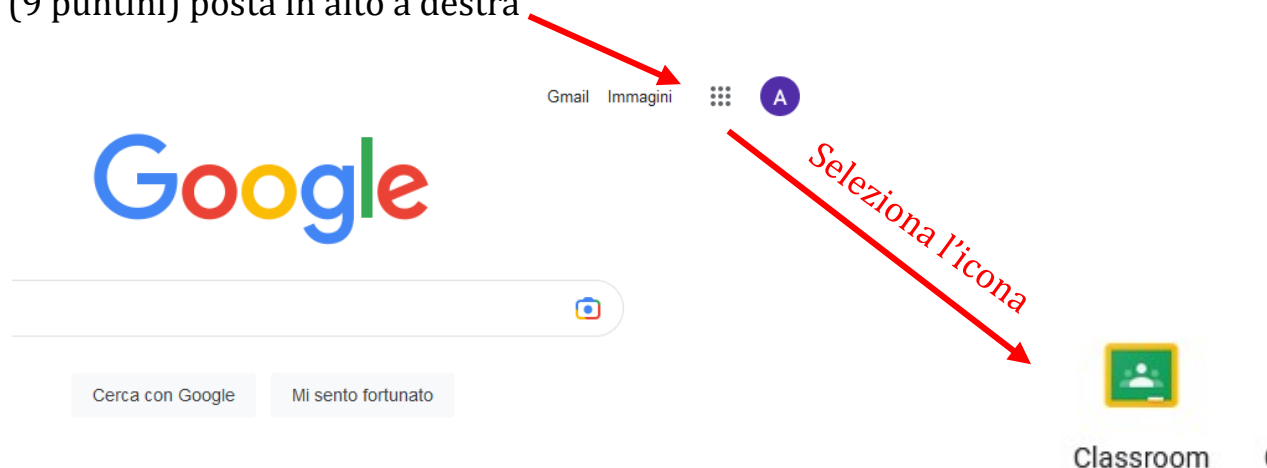 (9 puntini) posta in alto a destra
Gmail Immagini
A
Google
Seleziona l'icona
Cerca con Google Mi sento fortunato
Classroom